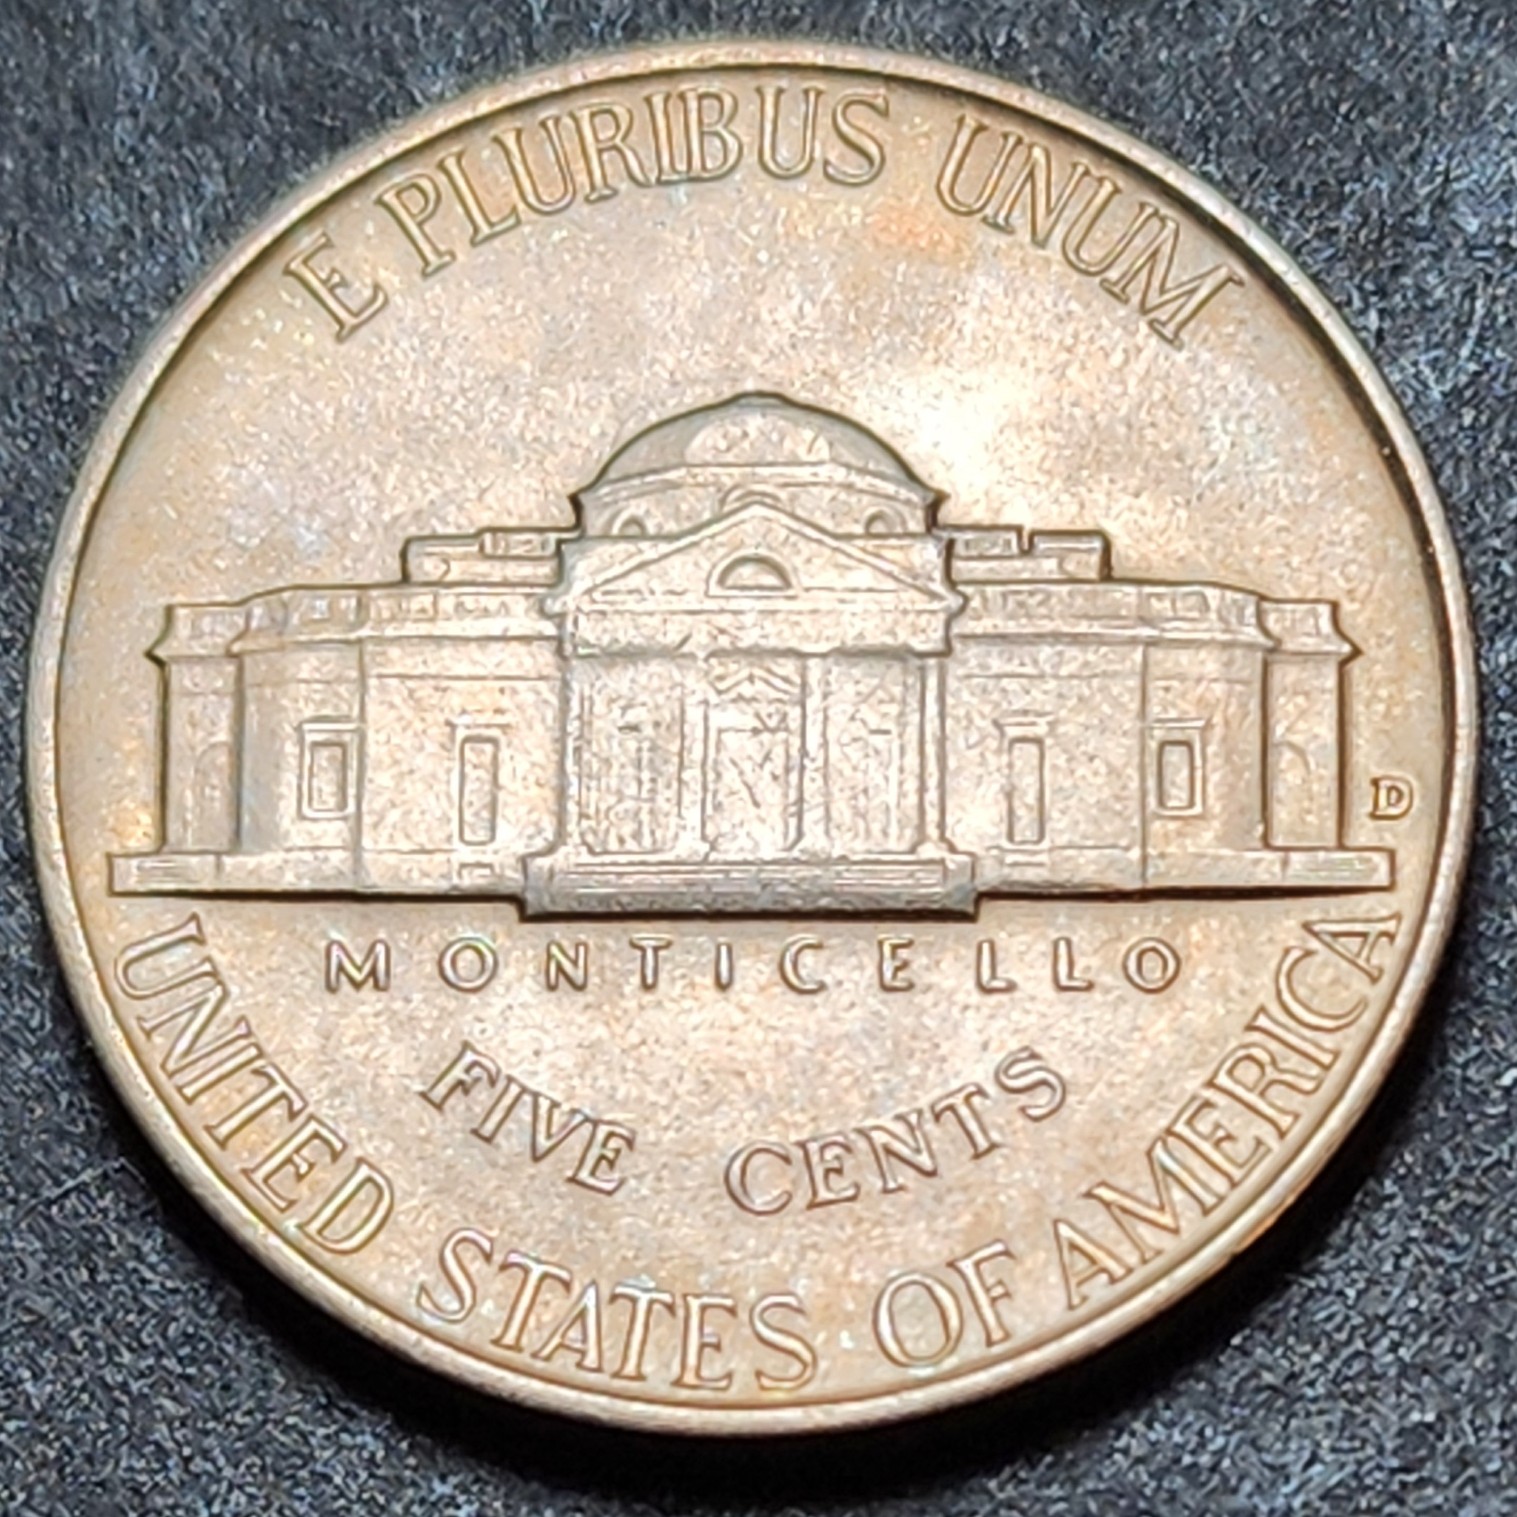 E PLURIBUS UNUM
D
MONTICELLO
FIVE CENTS
UNITED STATES OF AMERICA